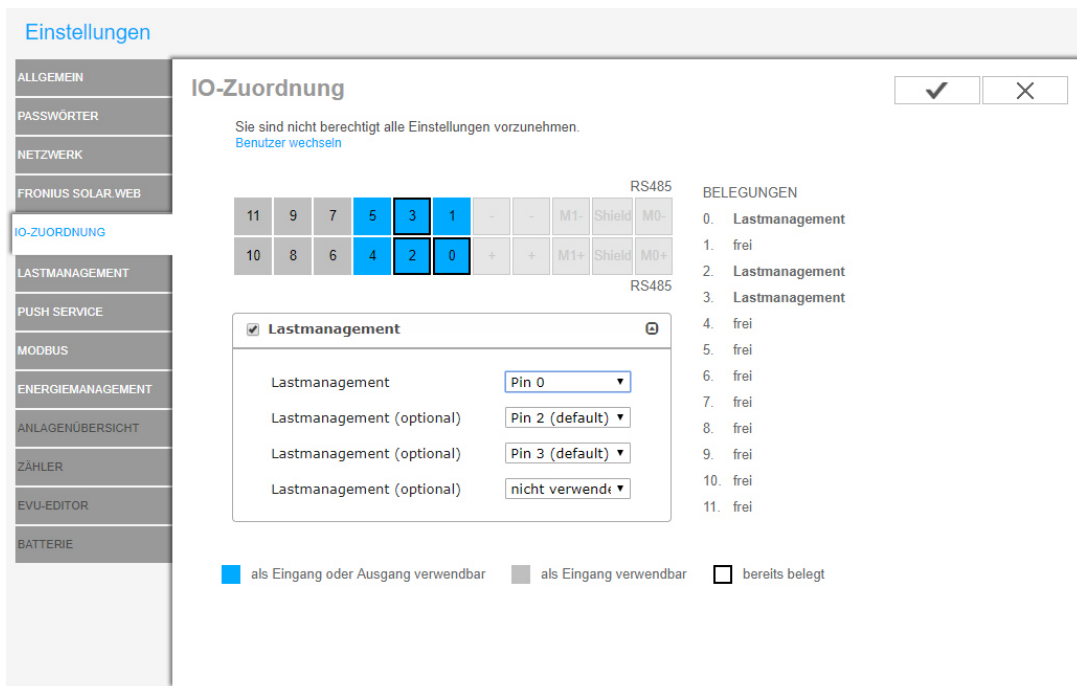 Einstellungen
ALLGEMEIN
PASSWÖRTER
NETZWERK
FRONIUS SOLAR.WEB
IO-ZUORDNUNG
LASTMANAGEMENT
PUSH SERVICE
MODBUS
ENERGIEMANAGEMENT
ANLAGENÜBERSICHT
ZÄHLER
EVU-EDITOR
BATTERIE
IO-Zuordnung
Sie sind nicht berechtigt alle Einstellungen vorzunehmen.
Benutzer wechseln
RS485
11 9 7 5 3 1 - - M1- Shield M0-
10 8 6 4 2 0 + + M1+ Shield M0+
RS485
Lastmanagement
Lastmanagement Pin 0
Lastmanagement (optional) Pin 2 (default)
Lastmanagement (optional) Pin 3 (default)
Lastmanagement (optional) nicht verwende
BELEGUNGEN
0. Lastmanagement
1. frei
2. Lastmanagement
3. Lastmanagement
4. frei
5. frei
6. frei
7. frei
8. frei
9. frei
10. frei
11. frei
als Eingang oder Ausgang verwendbar als Eingang verwendbar bereits belegt